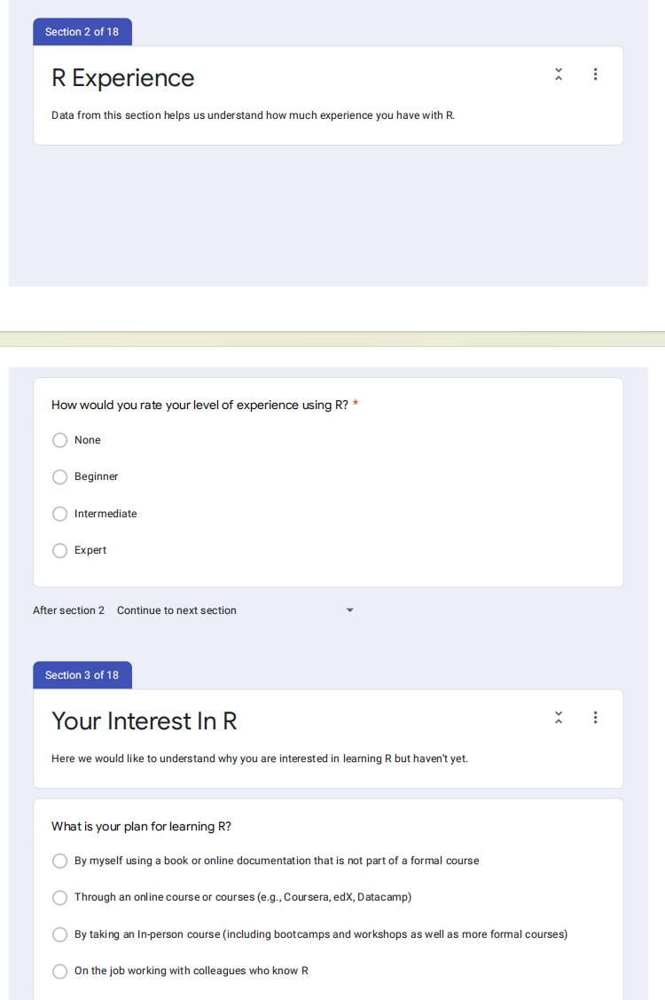 Section 2 of 18
R Experience
Data from this section helps us understand how much experience you have with R.
How would you rate your level of experience using R? *
None
Beginner
Intermediate
Expert
After section 2 Continue to next section
Section 3 of 18
Your Interest In R
Here we would like to understand why you are interested in learning R but haven't yet.
What is your plan for learning R?
By myself using a book or online documentation that is not part of a formal course
Through an online course or courses (e.g., Coursera, edX, Datacamp)
By taking an In-person course (including bootcamps and workshops as well as more formal courses)
On the job working with colleagues who know R